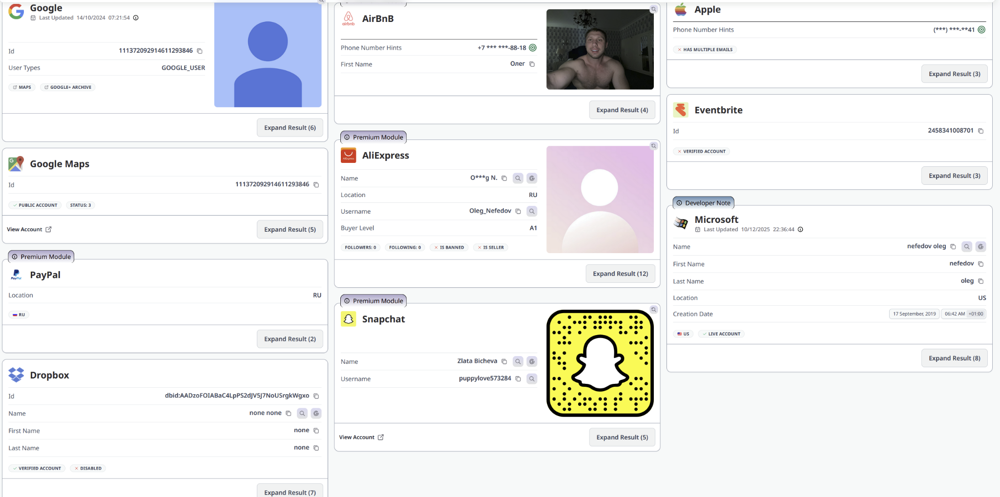 Google
Last Updated 14/10/2024 07:21:54
Id 111372092914611293846
User Types GOOGLE_USER
MAPS GOOGLE+ ARCHIVE
Expand Result (6)
Google Maps
Id 111372092914611293846
PUBLIC ACCOUNT STATUS: 3
View Account Expand Result (5)
Premium Module
PayPal
PayPal
Location RU
RU
Expand Result (2)
Dropbox
Id dbid:AADzoFOIABaC4LpPS2dJV5J7NoUSrgkWgxo
Name none none
First Name none
Last Name none
VERIFIED ACCOUNT DISABLED
Expand Result (7)
airbnb
AirBnB
Phone Number Hints +7 *** ***-88-18
First Name Олег
Expand Result (4)
Premium Module
AliExpress
AliExpress
Name O***g N.
Location RU
Username Oleg_Nefedov
Buyer Level A1
FOLLOWERS: 0 FOLLOWING: 0 IS BANNED IS SELLER
Expand Result (12)
Premium Module
Snapchat
Name Zlata Bicheva
Username puppylove573284
View Account Expand Result (5)
Apple
Phone Number Hints (***) ***-**41
HAS MULTIPLE EMAILS
Expand Result (3)
Eventbrite
Id 2458341008701
VERIFIED ACCOUNT
Expand Result (3)
Developer Note
Microsoft
Last Updated 10/12/2025 22:36:44
Name nefedov oleg
First Name nefedov
Last Name oleg
Location US
Creation Date 17 September, 2019 06:42 AM +01:00
US LIVE ACCOUNT
Expand Result (8)